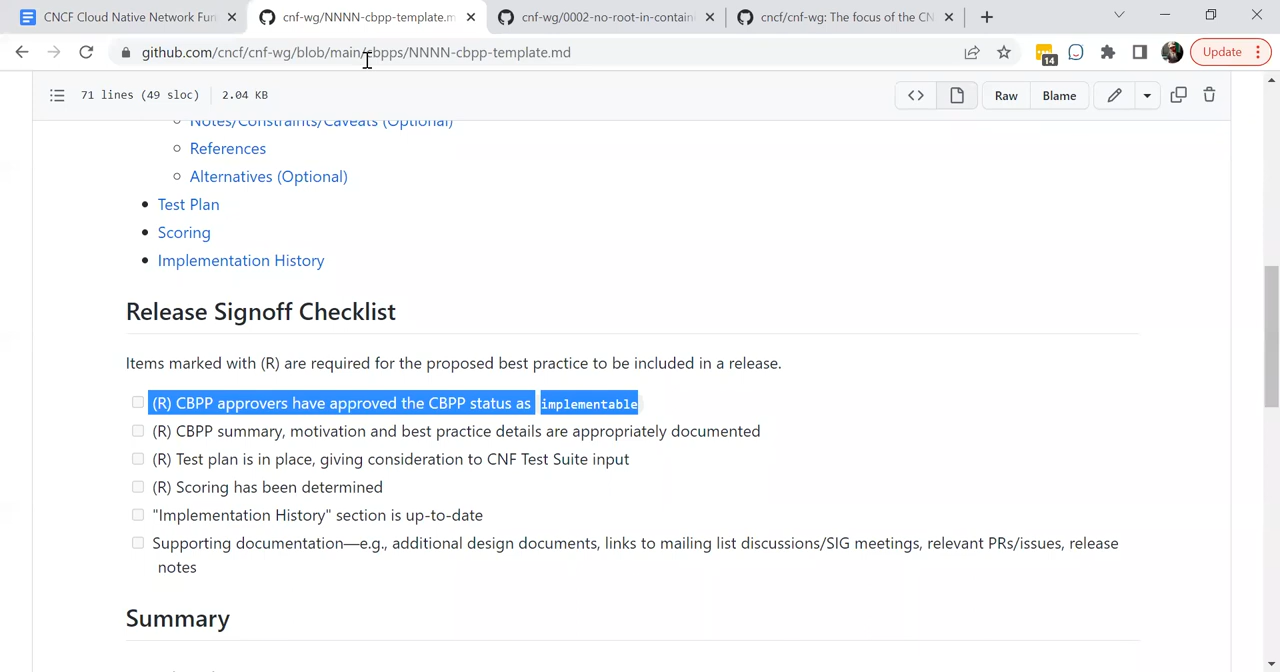 CNCF Cloud Native Network Fun
cnf-wg/NNNN-cbpp-template.m
cnf-wg/0002-no-root-in-contain
cncf/cnf-wg: The focus of the CN
github.com/cncf/cnf-wg/blob/main/cbpps/NNNN-cbpp-template.md
14
Update
71 lines (49 sloc)
2.04 KB
Raw
Blame
Notes/Constraints/Caveats (Optional)
References
Alternatives (Optional)
Test Plan
Scoring
Implementation History
Release Signoff Checklist
Items marked with (R) are required for the proposed best practice to be included in a release.
(R) CBPP approvers have approved the CBPP status as implementable
(R) CBPP summary, motivation and best practice details are appropriately documented
(R) Test plan is in place, giving consideration to CNF Test Suite input
(R) Scoring has been determined
"Implementation History" section is up-to-date
Supporting documentation—e.g., additional design documents, links to mailing list discussions/SIG meetings, relevant PRs/issues, release
notes
Summary